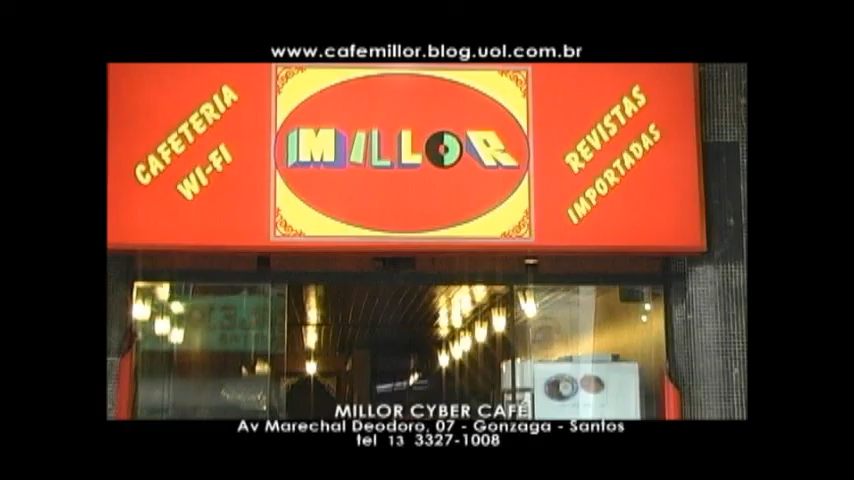 www.cafemillor.blog.uol.com.br
CAFETERIA
WI-FI
MILLOR
REVISTAS
IMPORTADAS
MILLOR CYBER CAFÉ
Av Marechal Deodoro, 07 - Gonzaga - Santos
tel 13 3327-1008